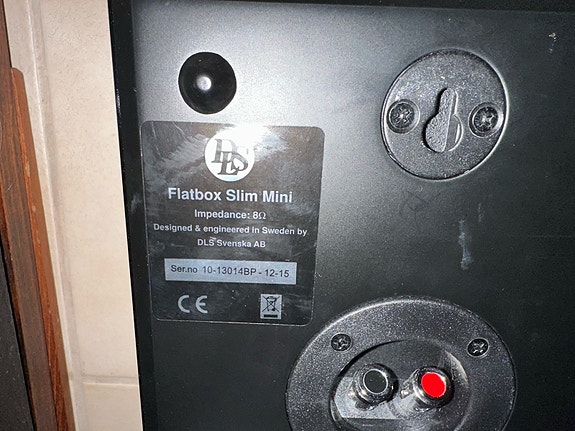 DLS
Flatbox Slim Mini
Impedance: 8Ω
Designed & engineered in Sweden by
DLS Svenska AB
Ser.no 10-13014BP - 12-15
CE